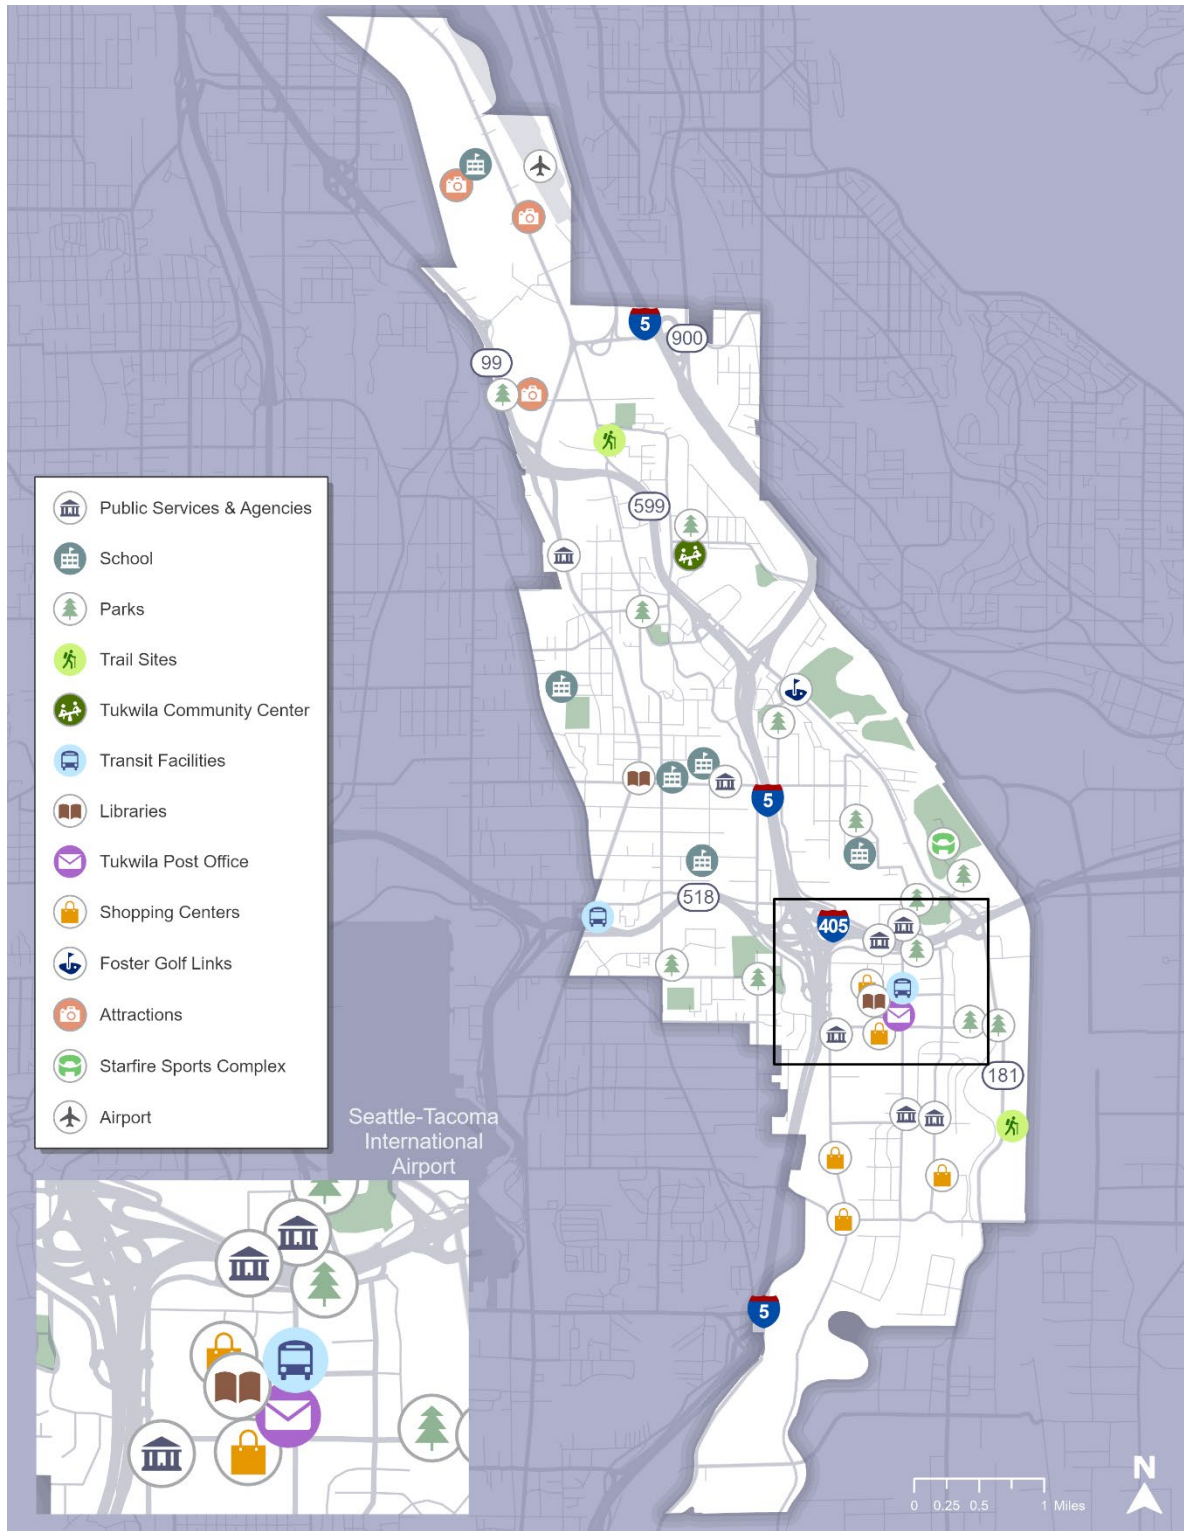 5
900
99
599
Public Services & Agencies
School
Parks
Trail Sites
Tukwila Community Center
Transit Facilities
Libraries
Tukwila Post Office
Shopping Centers
Foster Golf Links
Attractions
Starfire Sports Complex
Airport
5
518
405
181
Seattle-Tacoma
International
Airport
5
N
0 0.25 0.5 1 Miles